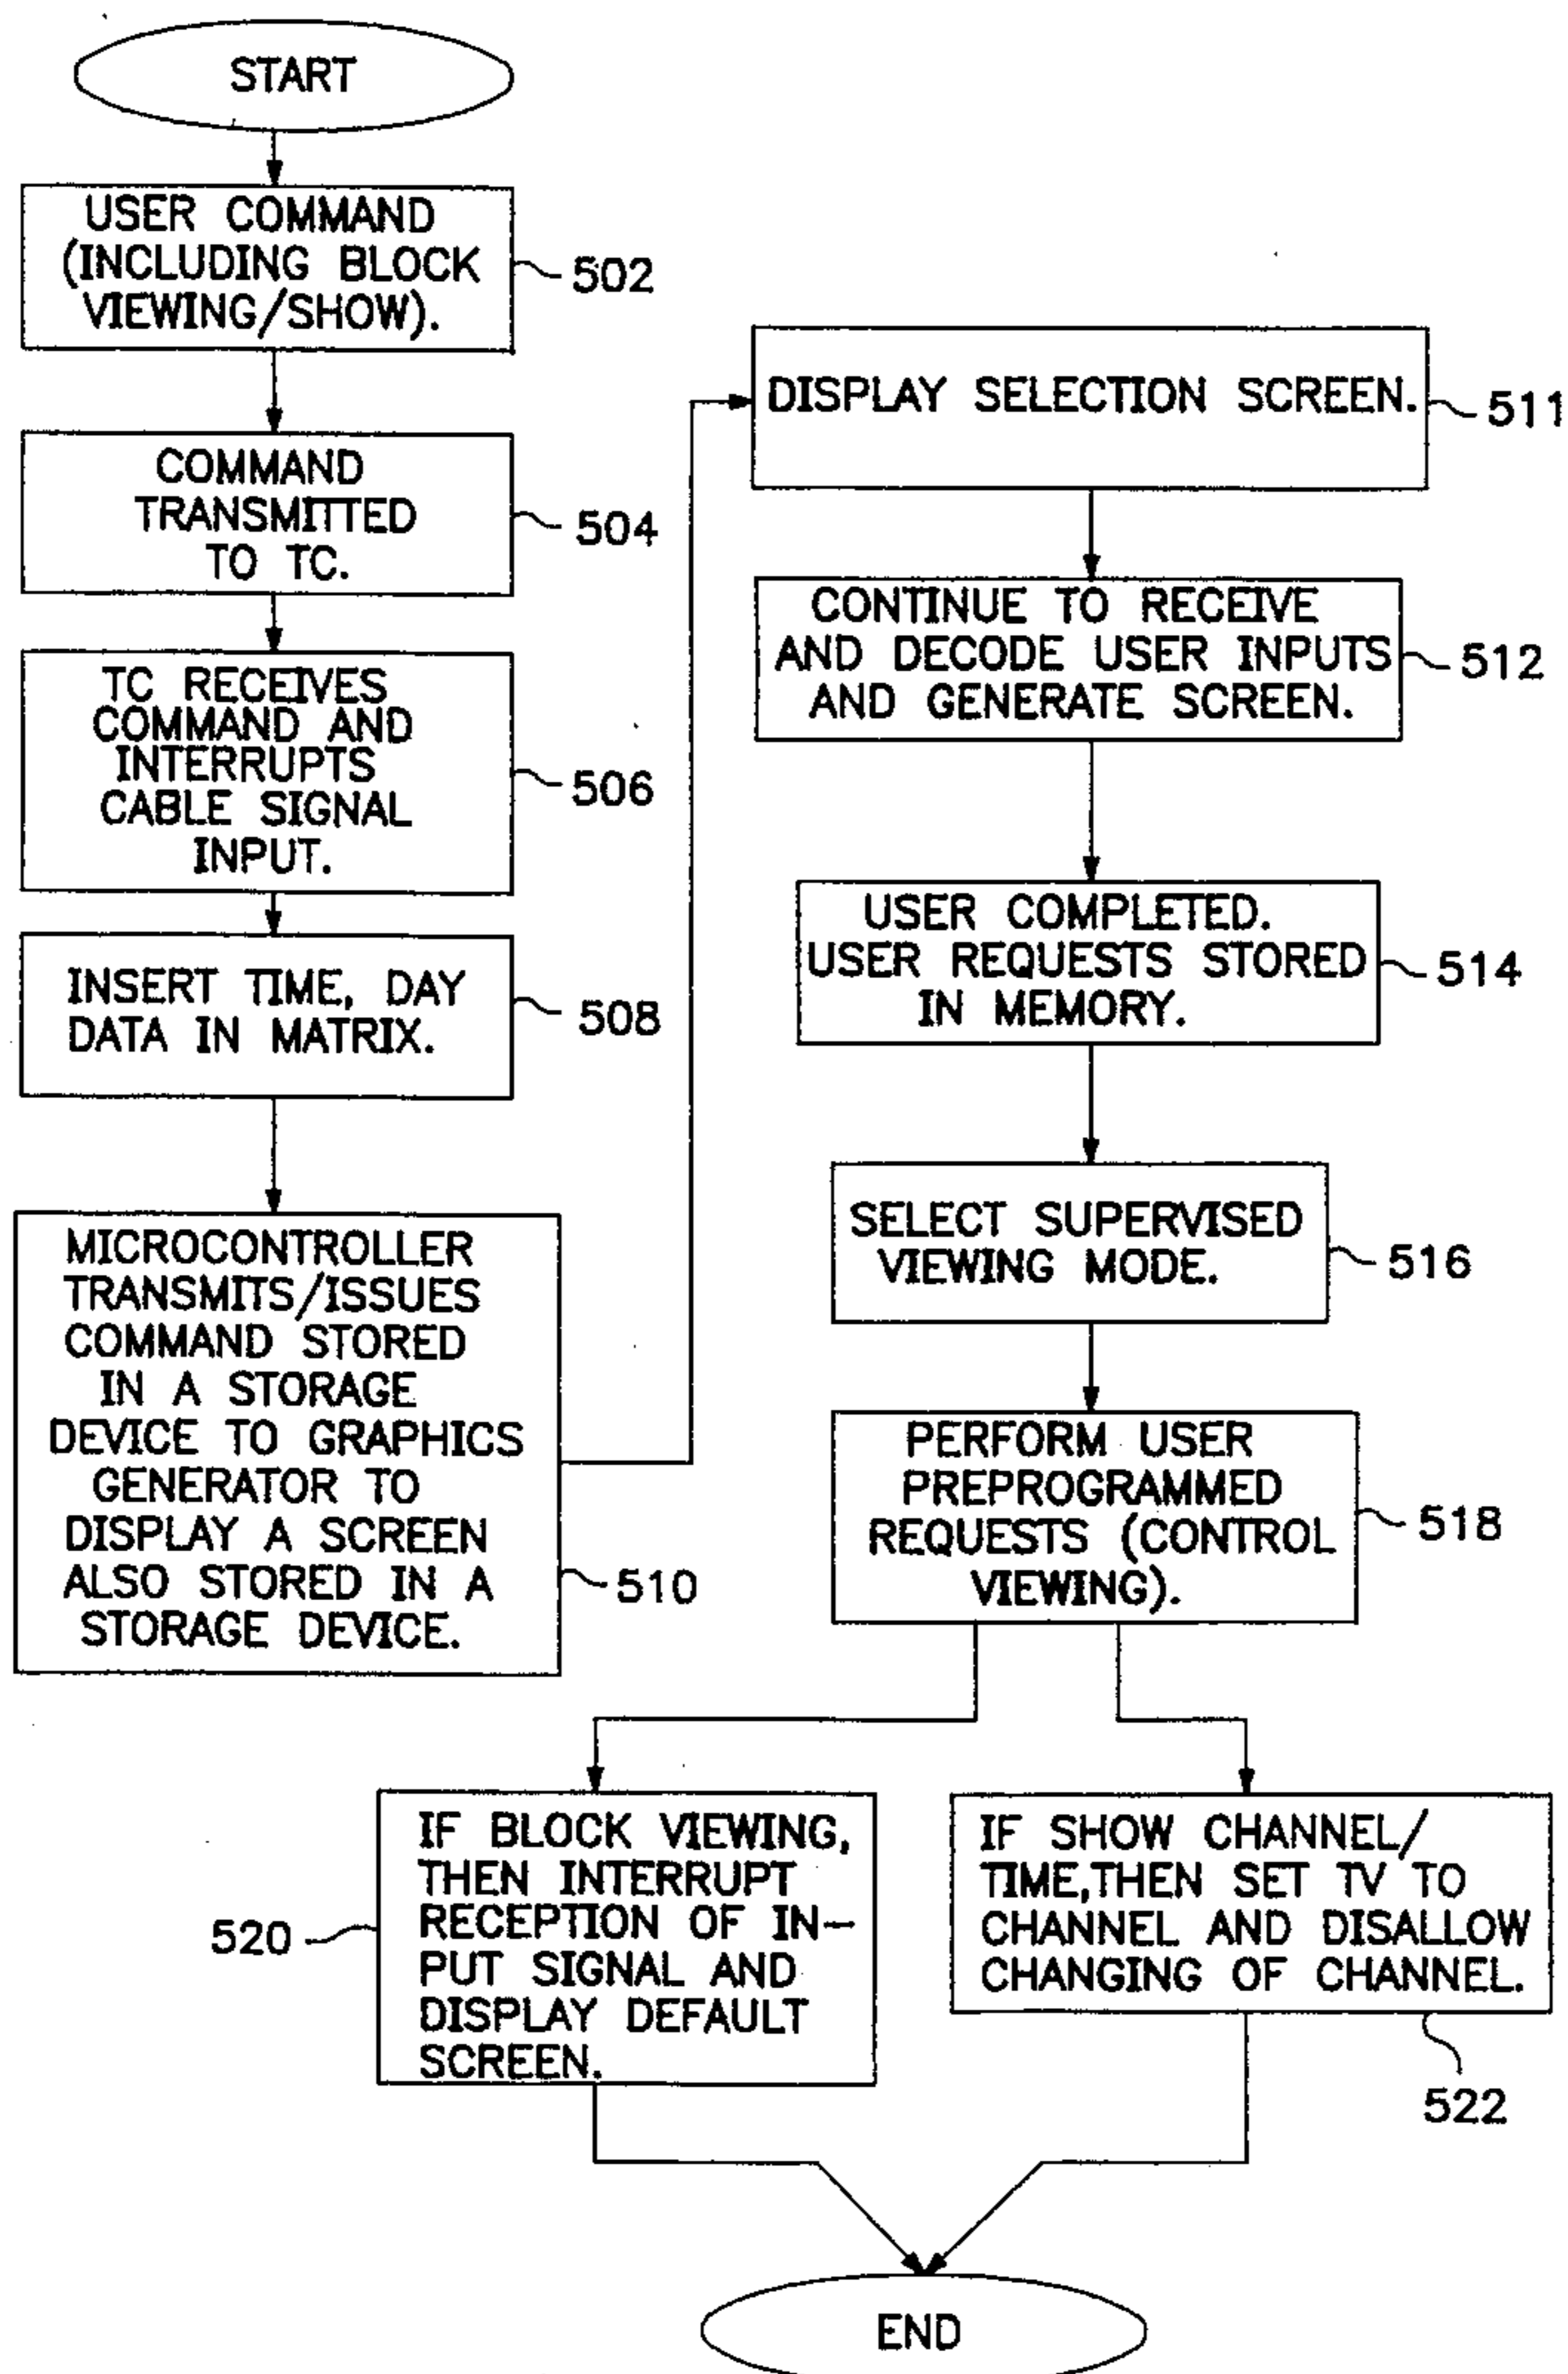 START
USER COMMAND
(INCLUDING BLOCK
VIEWING/SHOW).
502
COMMAND
TRANSMITTED
TO TC.
504
TC RECEIVES
COMMAND AND
INTERRUPTS
CABLE SIGNAL
INPUT.
506
INSERT TIME, DAY
DATA IN MATRIX.
508
MICROCONTROLLER
TRANSMITS/ISSUES
COMMAND STORED
IN A STORAGE
DEVICE TO GRAPHICS
GENERATOR TO
DISPLAY A SCREEN
ALSO STORED IN A
STORAGE DEVICE.
510
DISPLAY SELECTION SCREEN.
511
CONTINUE TO RECEIVE
AND DECODE USER INPUTS
AND GENERATE SCREEN.
512
USER COMPLETED.
USER REQUESTS STORED
IN MEMORY.
514
SELECT SUPERVISED
VIEWING MODE.
516
PERFORM USER
PREPROGRAMMED
REQUESTS (CONTROL
VIEWING).
518
IF BLOCK VIEWING,
THEN INTERRUPT
RECEPTION OF IN-
PUT SIGNAL AND
DISPLAY DEFAULT
SCREEN.
520
IF SHOW CHANNEL/
TIME,THEN SET TV TO
CHANNEL AND DISALLOW
CHANGING OF CHANNEL.
522
END